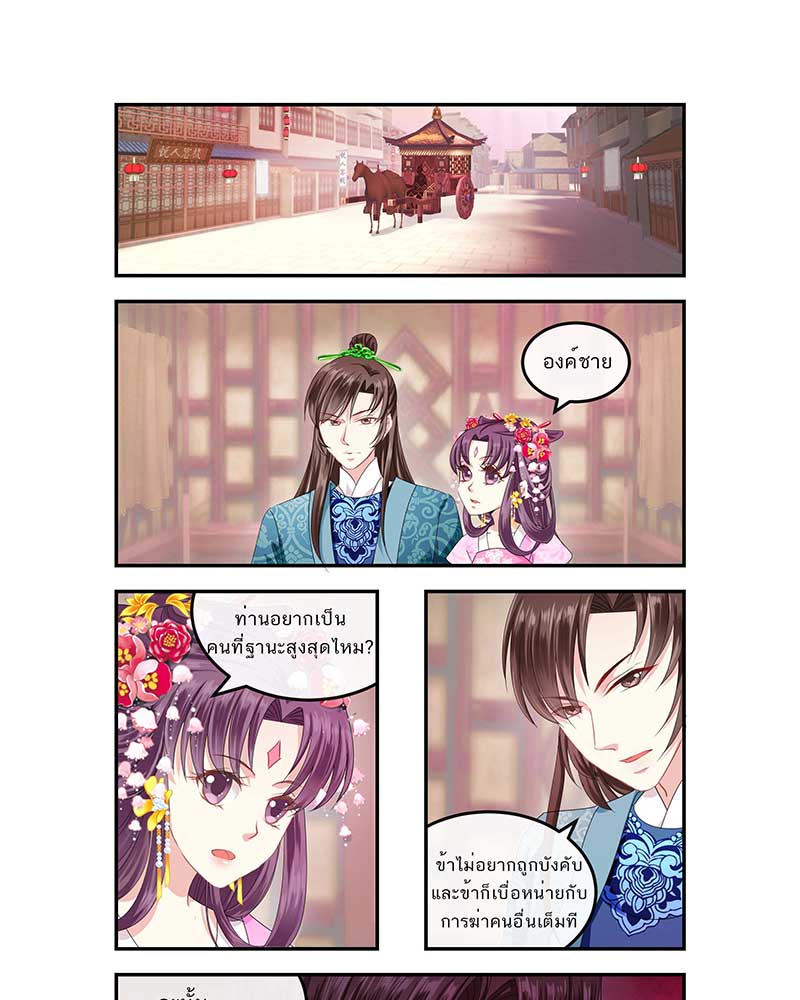 องค์ชาย
ท่านอยากเป็น
คนที่ฐานะสูงสุดไหม?
ข้าไม่อยากถูกบังคับ
และข้าก็เบื่อหน่ายกับ
การฆ่าคนอื่นเต็มที